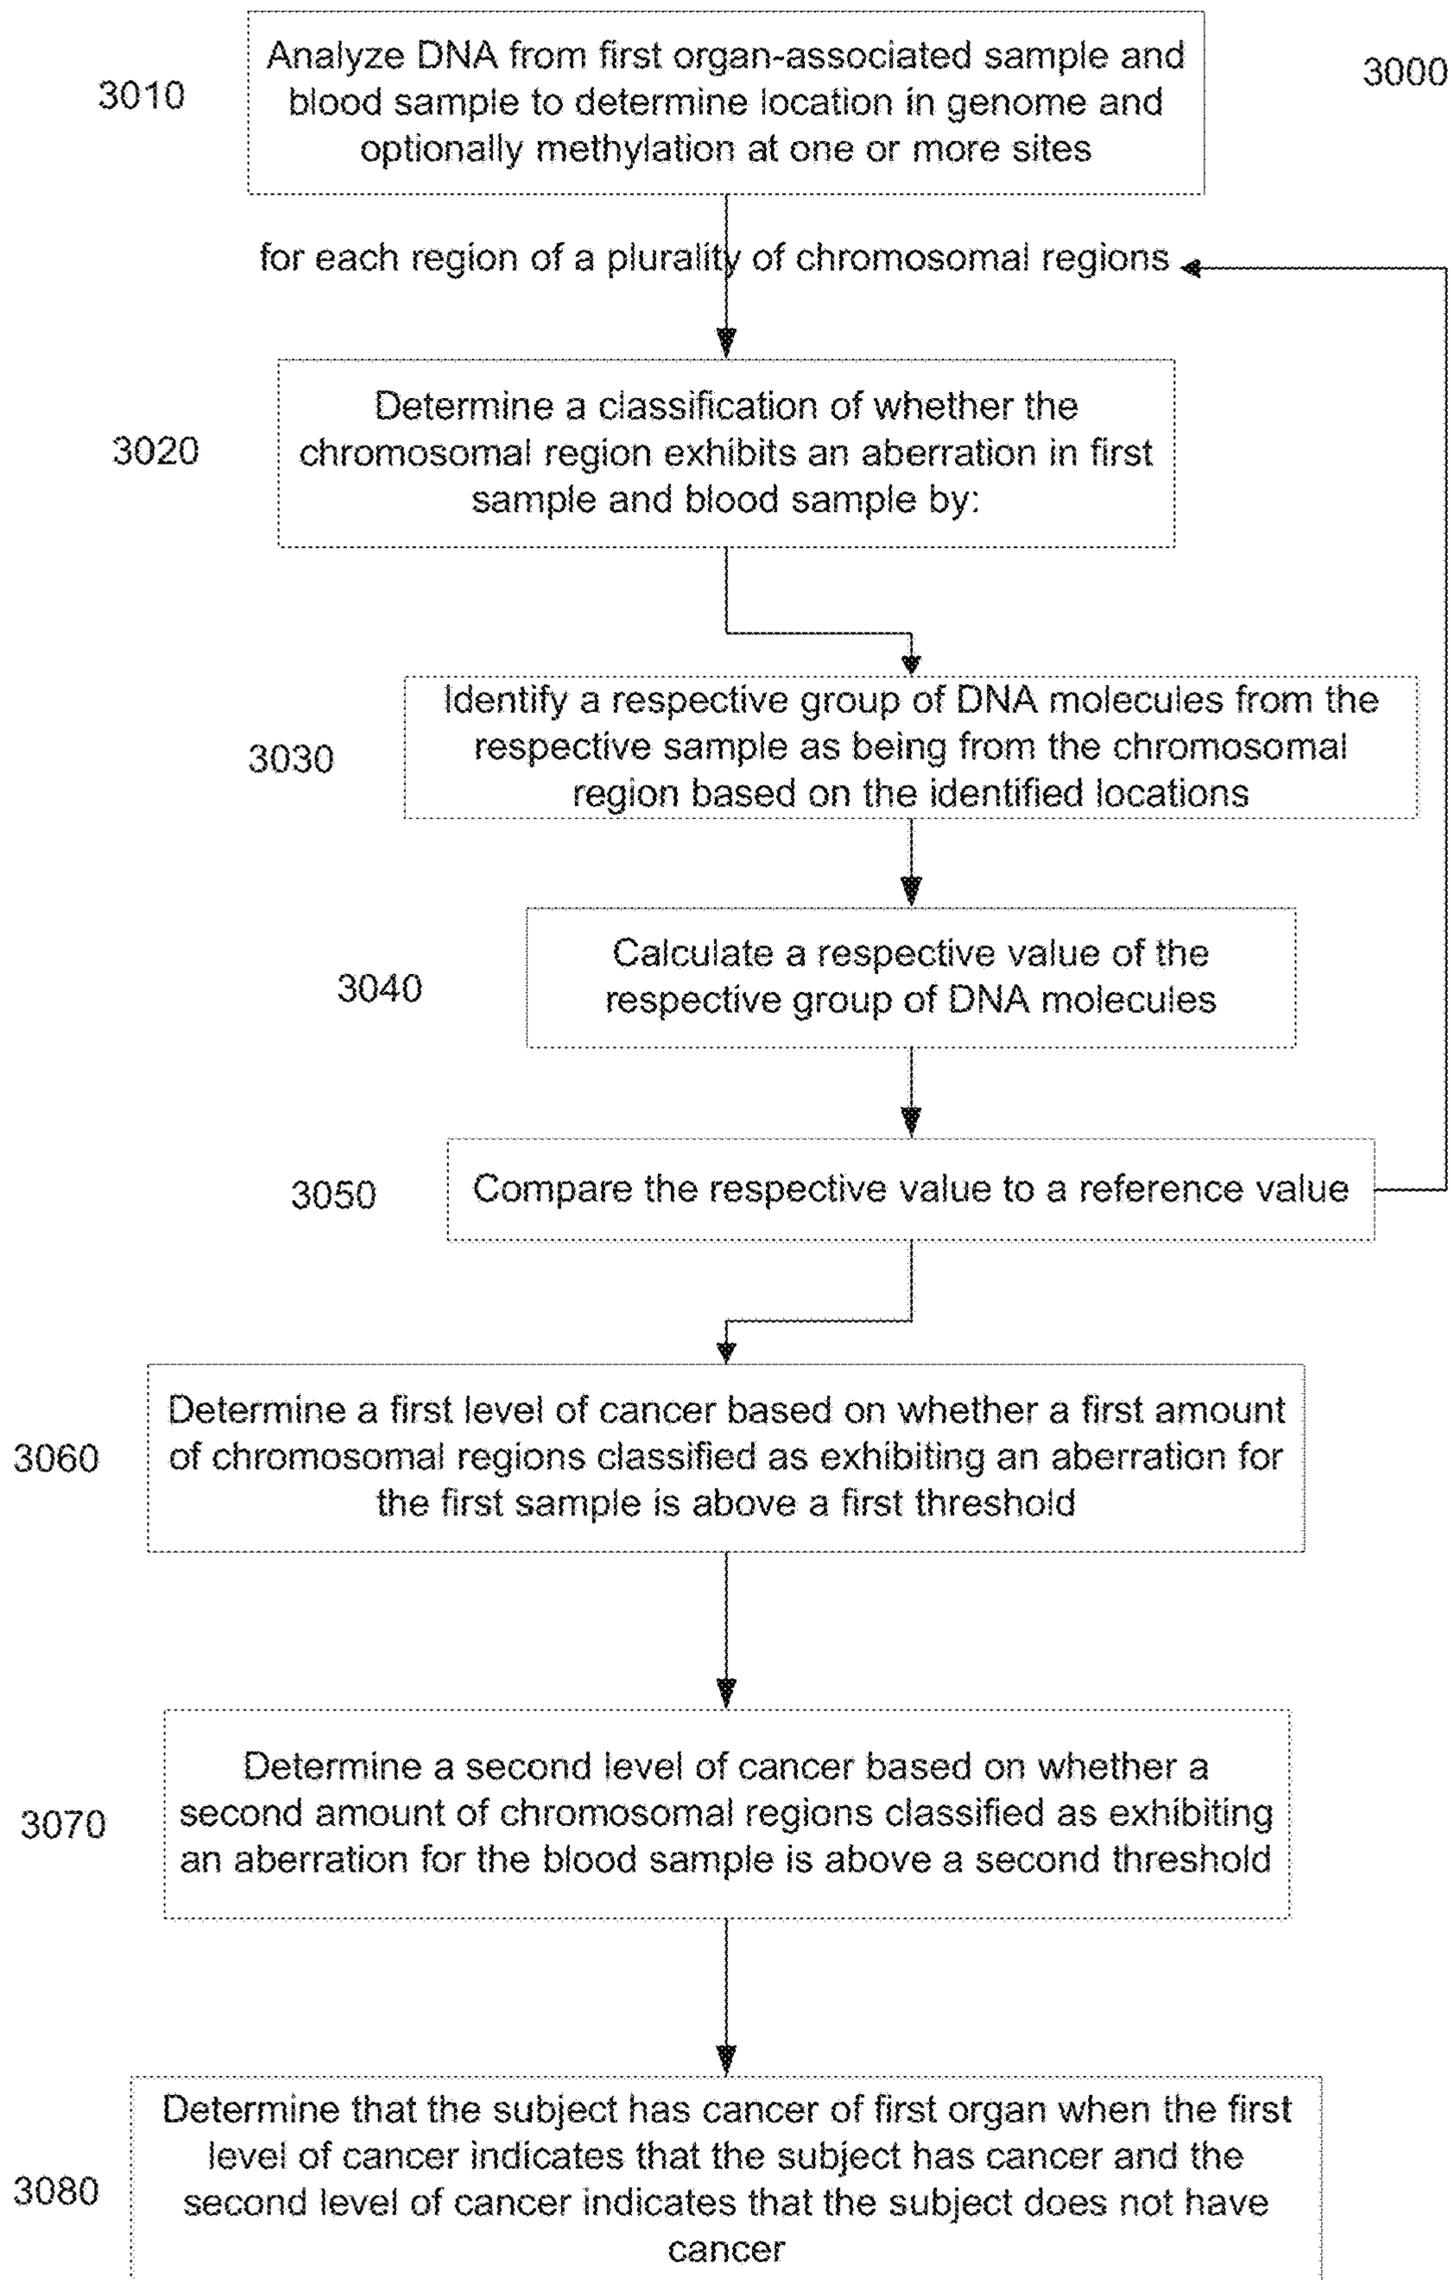 3000
3010
Analyze DNA from first organ-associated sample and
blood sample to determine location in genome and
optionally methylation at one or more sites
for each region of a plurality of chromosomal regions
3020
Determine a classification of whether the
chromosomal region exhibits an aberration in first
sample and blood sample by:
3030
Identify a respective group of DNA molecules from the
respective sample as being from the chromosomal
region based on the identified locations
3040
Calculate a respective value of the
respective group of DNA molecules
3050
Compare the respective value to a reference value
3060
Determine a first level of cancer based on whether a first amount
of chromosomal regions classified as exhibiting an aberration for
the first sample is above a first threshold
3070
Determine a second level of cancer based on whether a
second amount of chromosomal regions classified as exhibiting
an aberration for the blood sample is above a second threshold
3080
Determine that the subject has cancer of first organ when the first
level of cancer indicates that the subject has cancer and the
second level of cancer indicates that the subject does not have
cancer